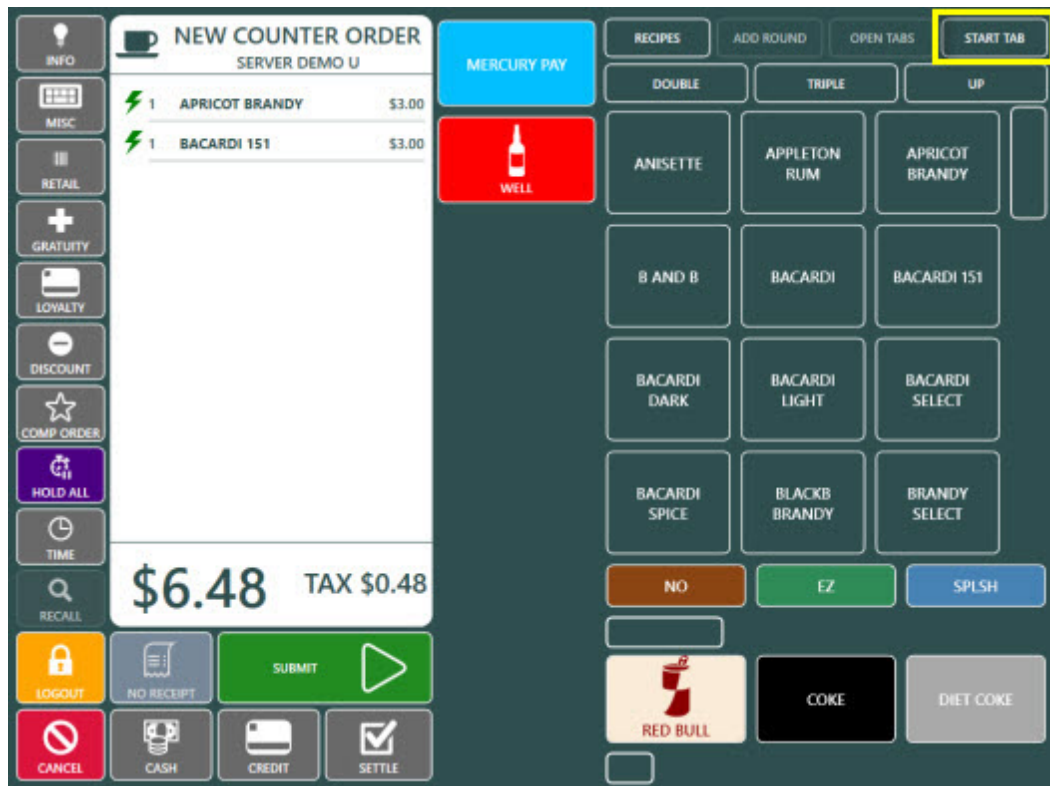 INFO
MISC
RETAIL
GRATUITY
LOYALTY
DISCOUNT
COMP ORDER
HOLD ALL
TIME
RECALL
LOGOUT
CANCEL
NEW COUNTER ORDER
SERVER DEMO U
1 APRICOT BRANDY $3.00
1 BACARDI 151 $3.00
$6.48 TAX $0.48
NO RECEIPT
SUBMIT
CASH
CREDIT
SETTLE
MERCURY PAY
WELL
RECIPES
ADD ROUND
OPEN TABS
START TAB
DOUBLE
TRIPLE
UP
ANISETTE
APPLETON
RUM
APRICOT
BRANDY
B AND B
BACARDI
BACARDI 151
BACARDI
DARK
BACARDI
LIGHT
BACARDI
SELECT
BACARDI
SPICE
BLACKB
BRANDY
BRANDY
SELECT
NO
EZ
SPLSH
RED BULL
COKE
DIET COKE